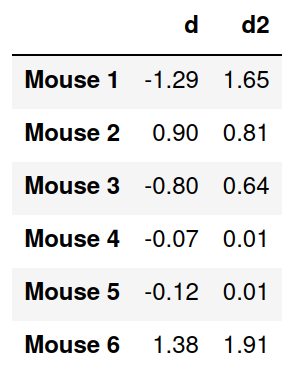 d d2
Mouse 1 -1.29 1.65
Mouse 2 0.90 0.81
Mouse 3 -0.80 0.64
Mouse 4 -0.07 0.01
Mouse 5 -0.12 0.01
Mouse 6 1.38 1.91